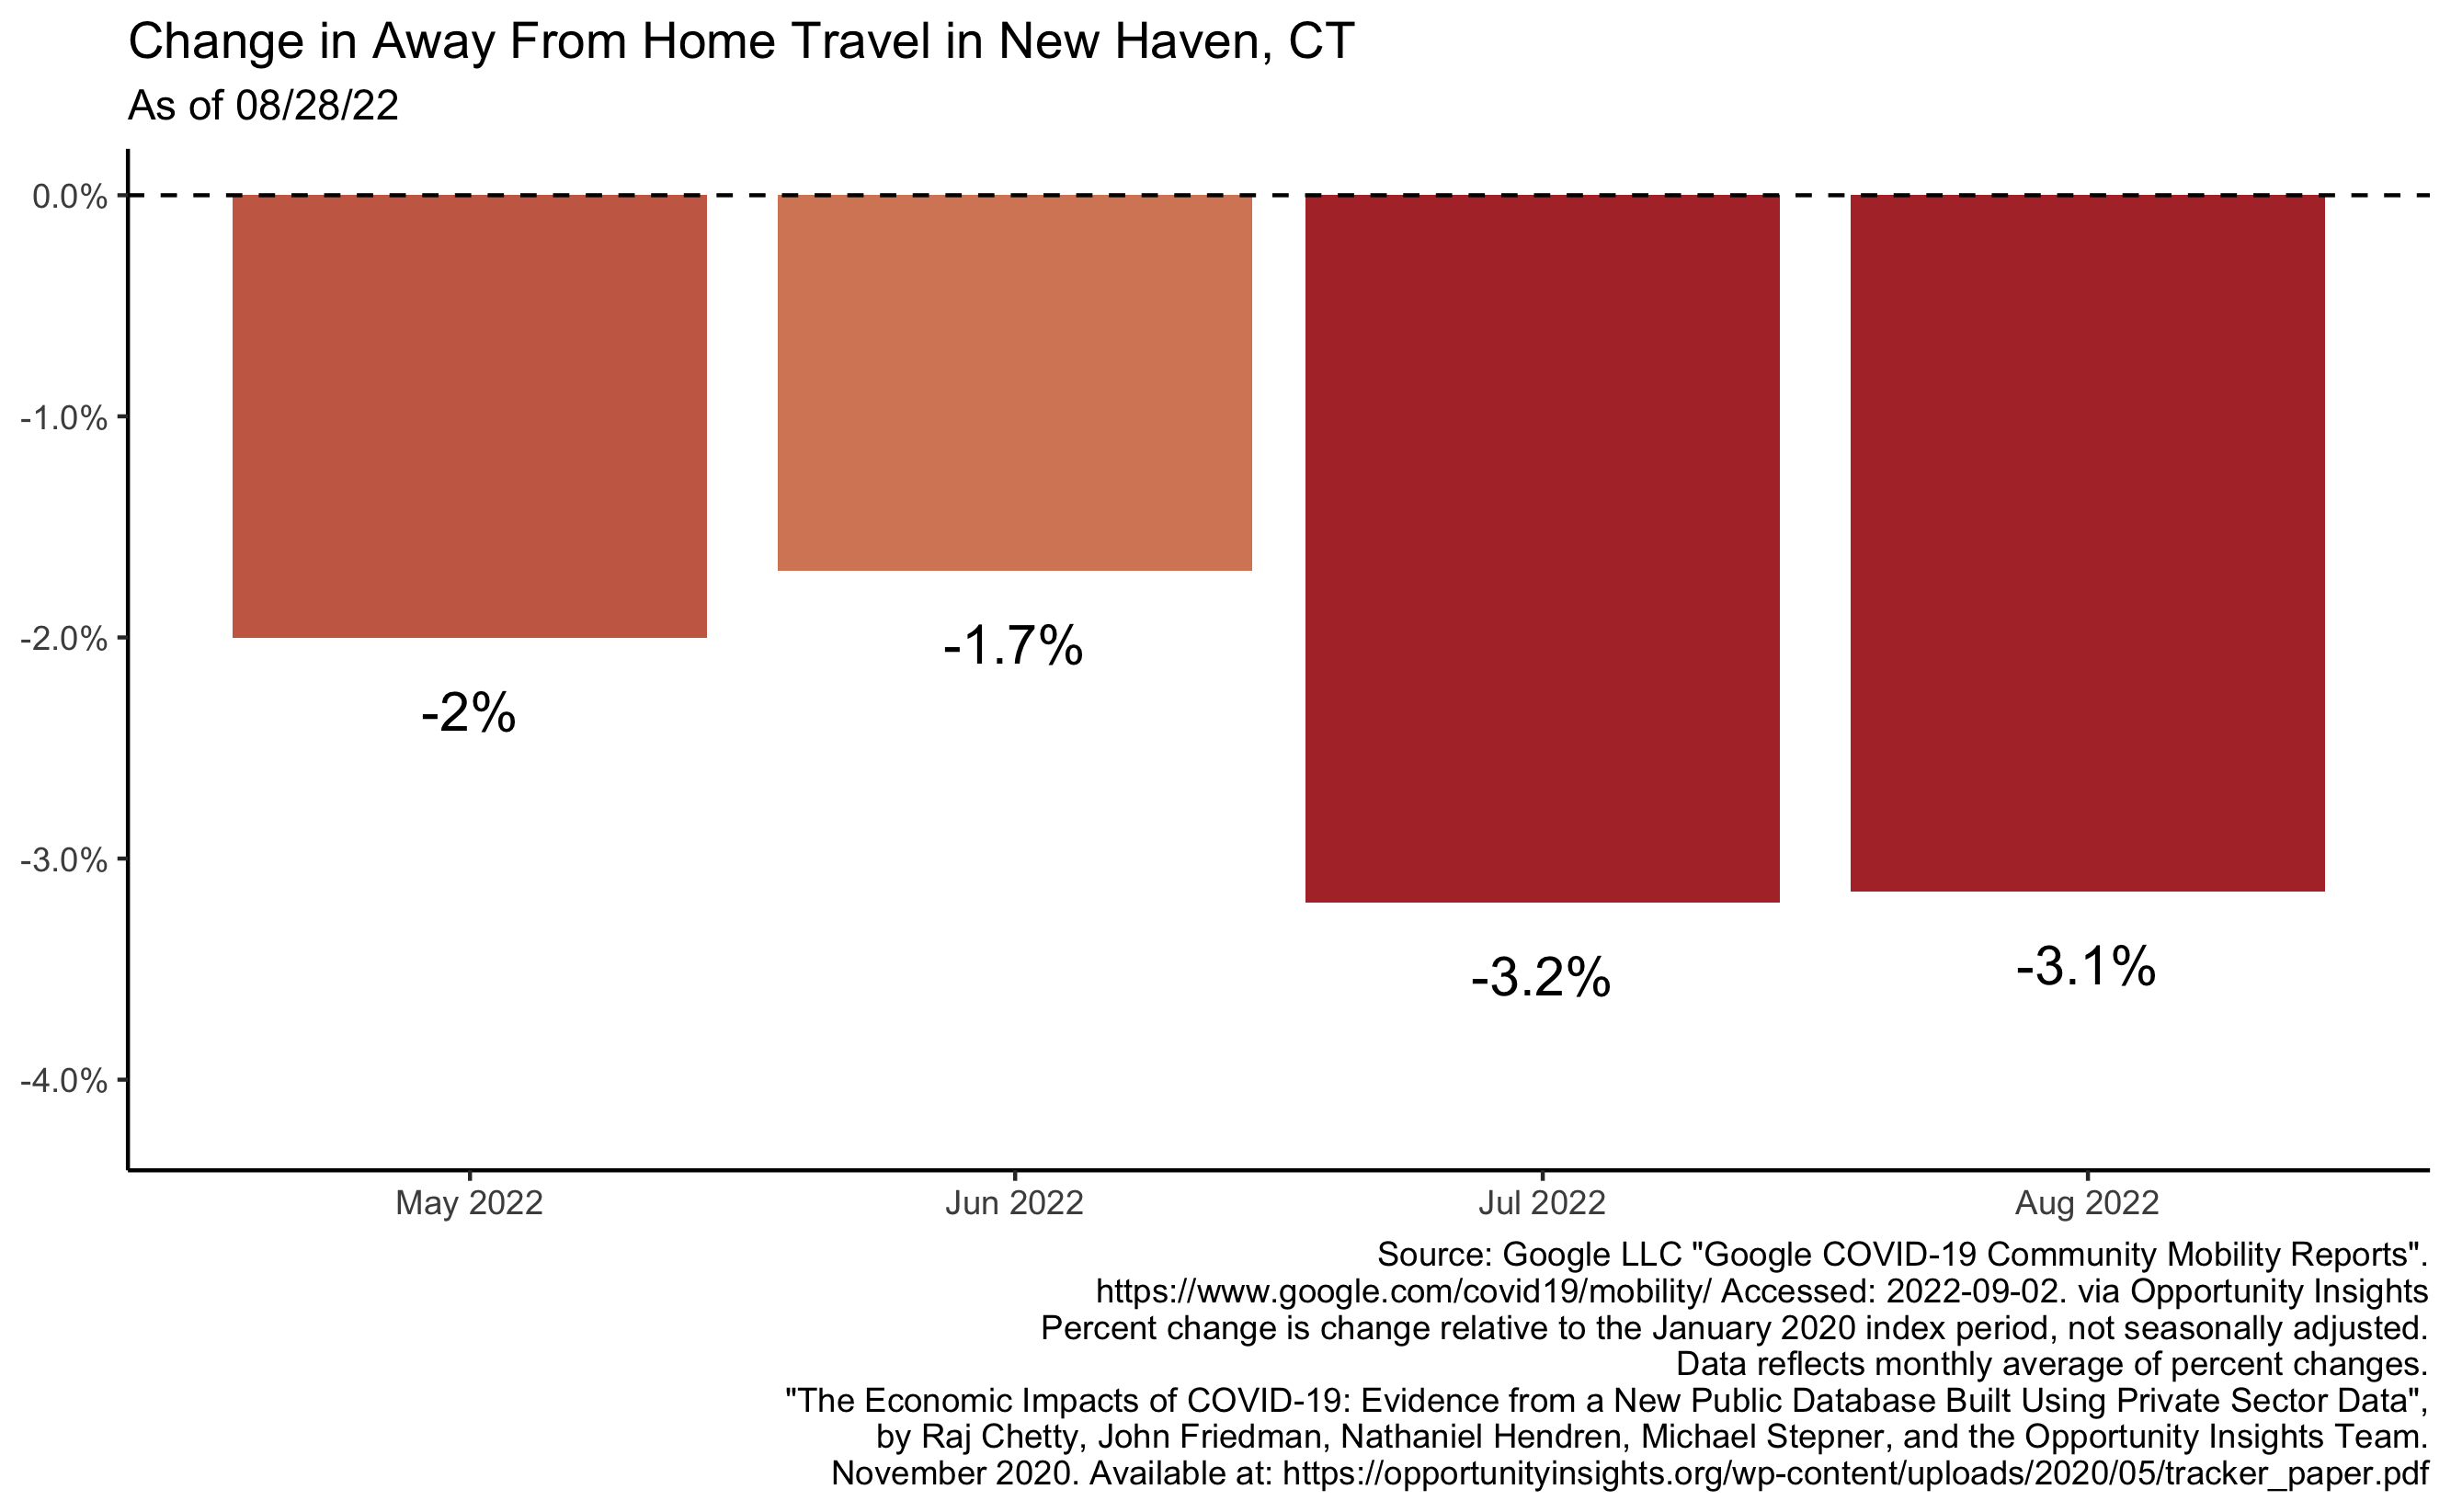 Change in Away From Home Travel in New Haven, CT
As of 08/28/22
0.0%
-1.0%
-2.0%
-3.0%
-4.0%
-2%
-1.7%
-3.2%
-3.1%
May 2022
Jun 2022
Jul 2022
Aug 2022
Source: Google LLC "Google COVID-19 Community Mobility Reports".
https://www.google.com/covid19/mobility/ Accessed: 2022-09-02. via Opportunity Insights
Percent change is change relative to the January 2020 index period, not seasonally adjusted.
Data reflects monthly average of percent changes.
"The Economic Impacts of COVID-19: Evidence from a New Public Database Built Using Private Sector Data",
by Raj Chetty, John Friedman, Nathaniel Hendren, Michael Stepner, and the Opportunity Insights Team.
November 2020. Available at: https://opportunityinsights.org/wp-content/uploads/2020/05/tracker_paper.pdf